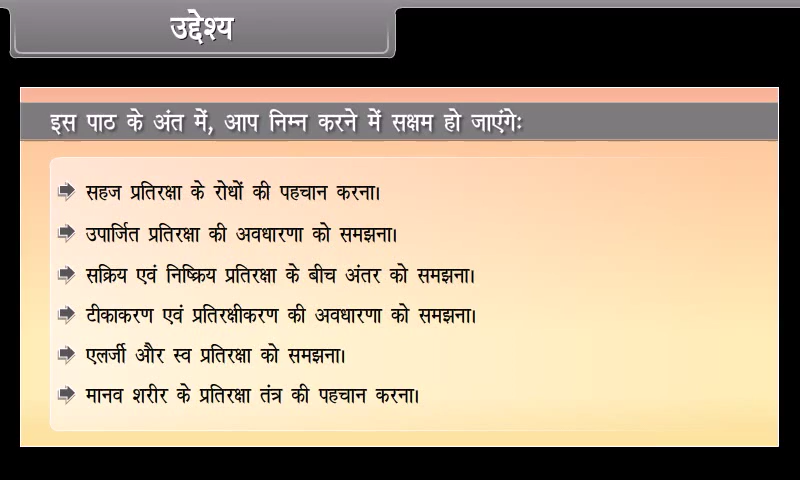 उद्देश्य
इस पाठ के अंत में, आप निम्न करने में सक्षम हो जाएंगेः
सहज प्रतिरक्षा के रोधों की पहचान करना।
उपार्जित प्रतिरक्षा की अवधारणा को समझना।
सक्रिय एवं निष्क्रिय प्रतिरक्षा के बीच अंतर को समझना।
टीकाकरण एवं प्रतिरक्षीकरण की अवधारणा को समझना।
एलर्जी और स्व प्रतिरक्षा को समझना।
मानव शरीर के प्रतिरक्षा तंत्र की पहचान करना।